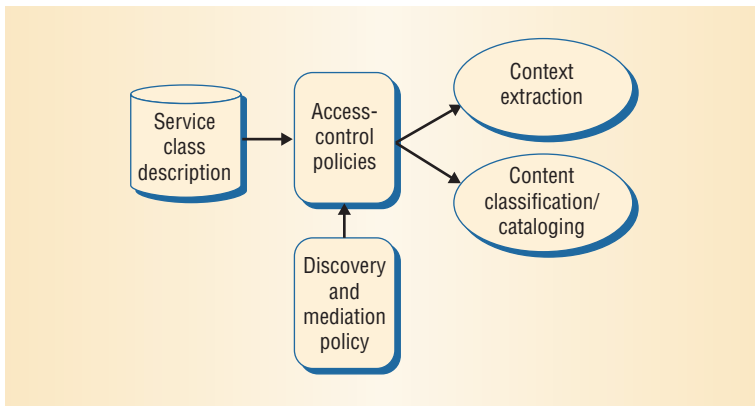 Service
class
description
Access-
control
policies
Context
extraction
Content
classification/
cataloging
Discovery
and
mediation
policy